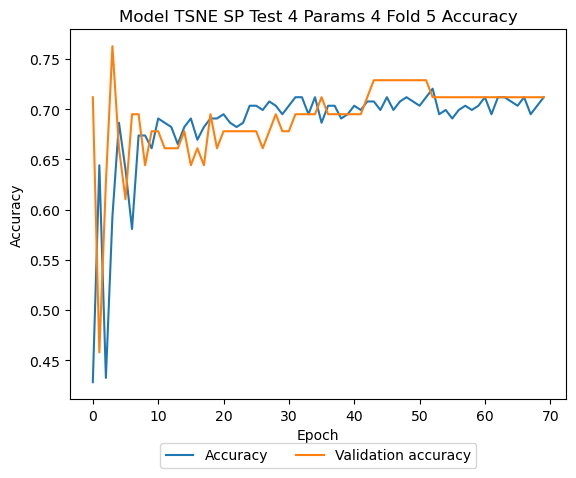 Model TSNE SP Test 4 Params 4 Fold 5 Accuracy
Accuracy
0.75
0.70
0.65
0.60
0.55
0.50
0.45
0 10 20 30 40 50 60 70
Epoch
Accuracy Validation accuracy